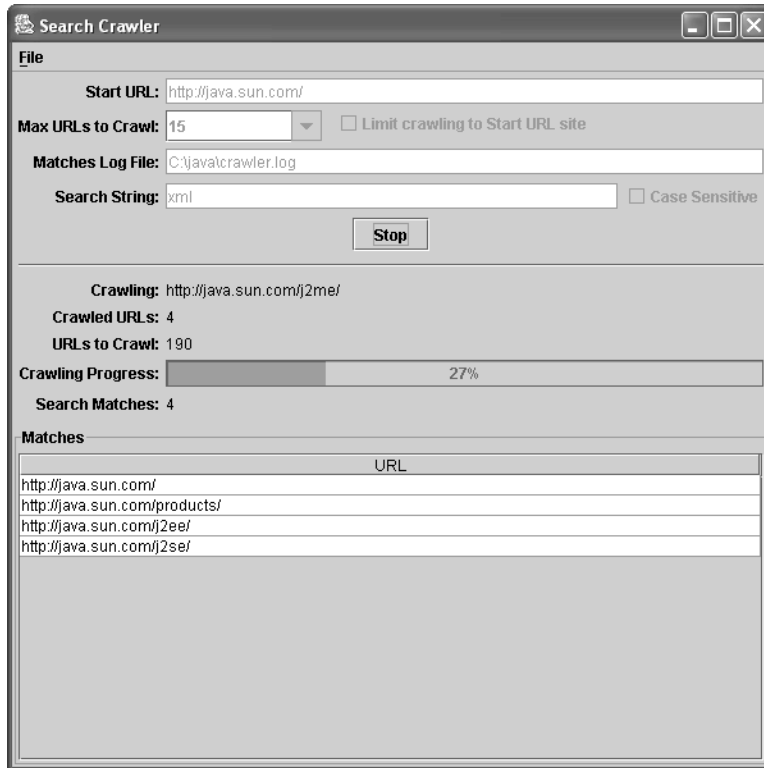 Search Crawler
File
Start URL: http://java.sun.com/
Max URLs to Crawl: 15 Limit crawling to Start URL site
Matches Log File: C:\java\crawler.log
Search String: xml Case Sensitive
Stop
Crawling: http://java.sun.com/j2me/
Crawled URLs: 4
URLs to Crawl: 190
Crawling Progress: 27%
Search Matches: 4
Matches
URL
http://java.sun.com/
http://java.sun.com/products/
http://java.sun.com/j2ee/
http://java.sun.com/j2se/